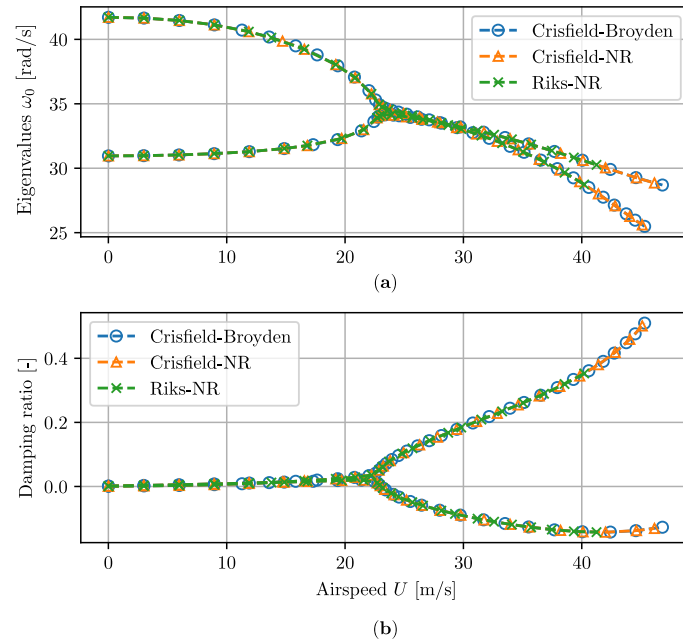 Eigenvalues ω₀ [rad/s]
40
35
30
25
Crisfield-Broyden
Crisfield-NR
Riks-NR
0
10
20
30
40
(a)
Damping ratio [-]
0.4
0.2
0.0
Crisfield-Broyden
Crisfield-NR
Riks-NR
0
10
20
30
40
Airspeed U [m/s]
(b)